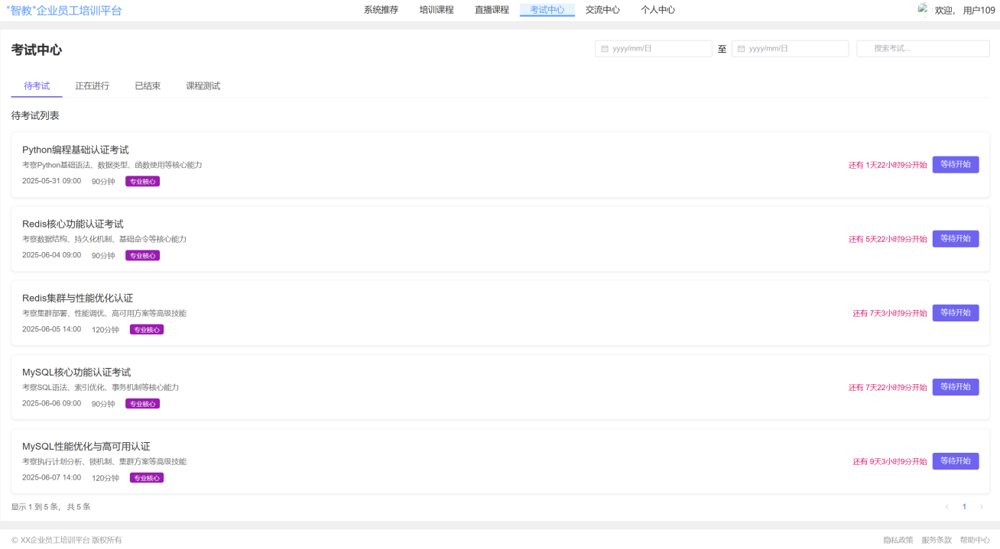 "智教"企业员工培训平台 系统推荐 培训课程 直播课程 考试中心 交流中心 个人中心 欢迎, 用户109
考试中心 yyyy/mm/日 至 yyyy/mm/日 搜索考试...
待考试 正在进行 已结束 课程测试
待考试列表
Python编程基础认证考试
考察Python基础语法、数据类型、函数使用等核心能力
还有 1天22小时9分开始 等待开始
2025-05-31 09:00 90分钟 专业核心
Redis核心功能认证考试
考察数据结构、持久化机制、基础命令等核心能力
还有 5天22小时9分开始 等待开始
2025-06-04 09:00 90分钟 专业核心
Redis集群与性能优化认证
考察集群部署、性能调优、高可用方案等高级技能
还有 7天3小时9分开始 等待开始
2025-06-05 14:00 120分钟 专业核心
MySQL核心功能认证考试
考察SQL语法、索引优化、事务机制等核心能力
还有 7天22小时9分开始 等待开始
2025-06-06 09:00 90分钟 专业核心
MySQL性能优化与高可用认证
考察执行计划分析、锁机制、集群方案等高级技能
还有 9天3小时9分开始 等待开始
2025-06-07 14:00 120分钟 专业核心
显示 1 到 5 条, 共 5 条 1
© XX企业员工培训平台 版权所有 隐私政策 服务条款 帮助中心